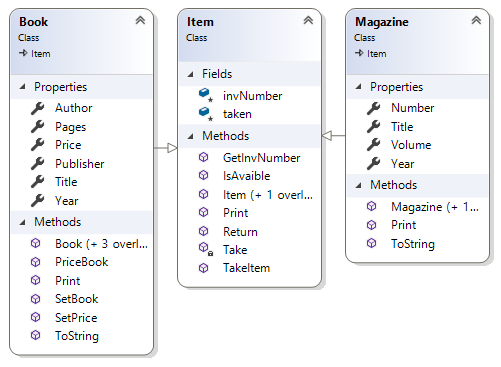 Book
Class
Item
Properties
Author
Pages
Price
Publisher
Title
Year
Methods
Book (+ 3 overl...
PriceBook
Print
SetBook
SetPrice
ToString
Item
Class
Fields
invNumber
taken
Methods
GetInvNumber
IsAvaible
Item (+ 1 overl...
Print
Return
Take
TakeItem
Magazine
Class
Item
Properties
Number
Title
Volume
Year
Methods
Magazine (+ 1...
Print
ToString